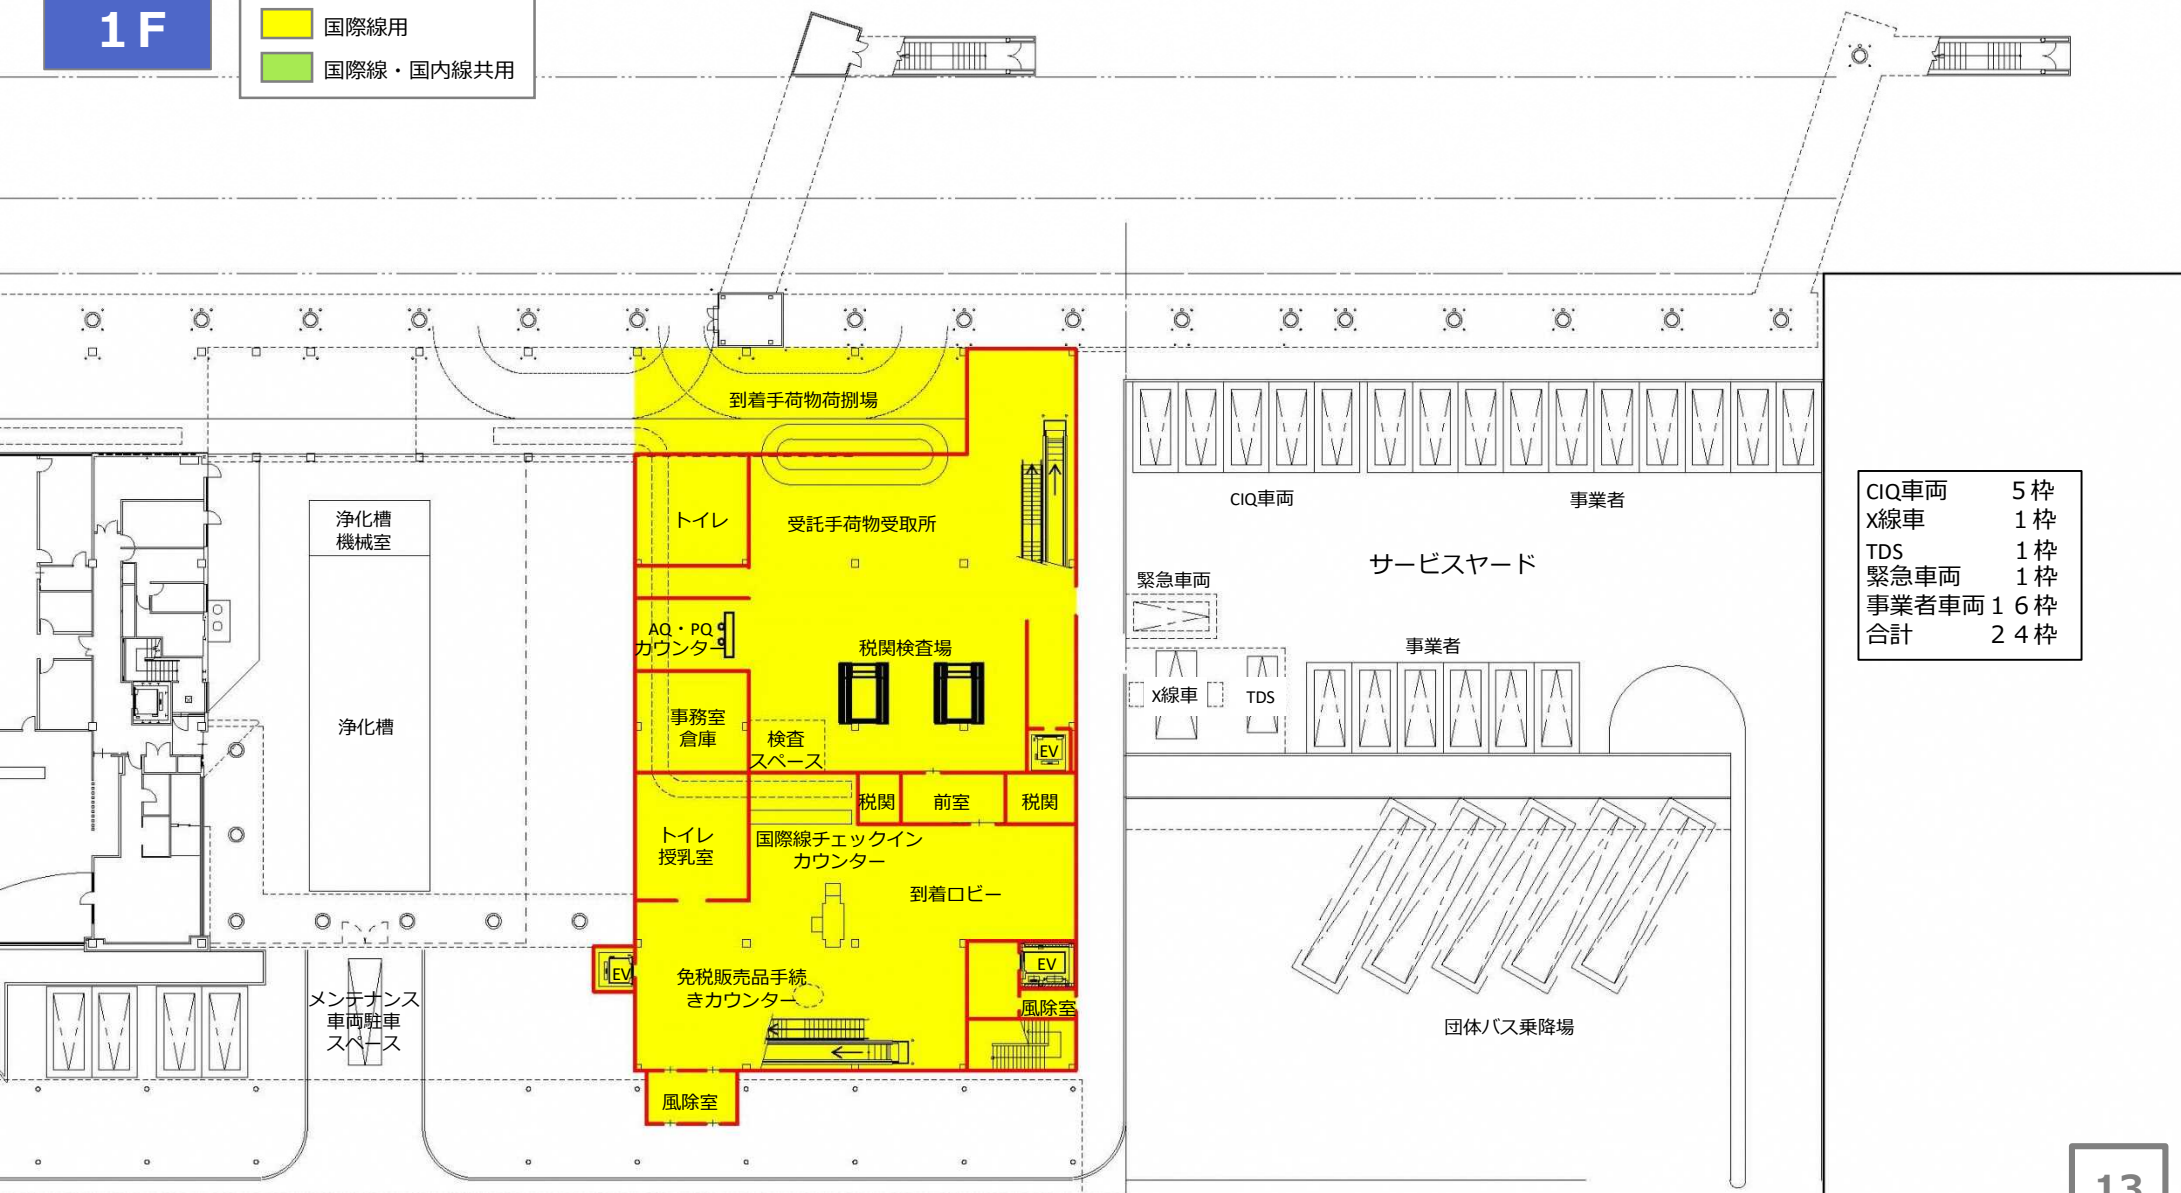 1F
国際線用
国際線・国内線共用
到着手荷物荷捌場
トイレ
受託手荷物受取所
浄化槽
機械室
浄化槽
AQ・PQ
カウンター
税関検査場
事務室
倉庫
検査
スペース
EV
税関
前室
税関
トイレ
授乳室
国際線チェックイン
カウンター
到着ロビー
EV
免税販売品手続
きカウンター
EV
風除室
風除室
メンテナンス
車両駐車
スペース
CIQ車両
事業者
サービスヤード
緊急車両
事業者
X線車
TDS
団体バス乗降場
CIQ車両 5枠
X線車 1枠
TDS 1枠
緊急車両 1枠
事業者車両16枠
合計 24枠
13